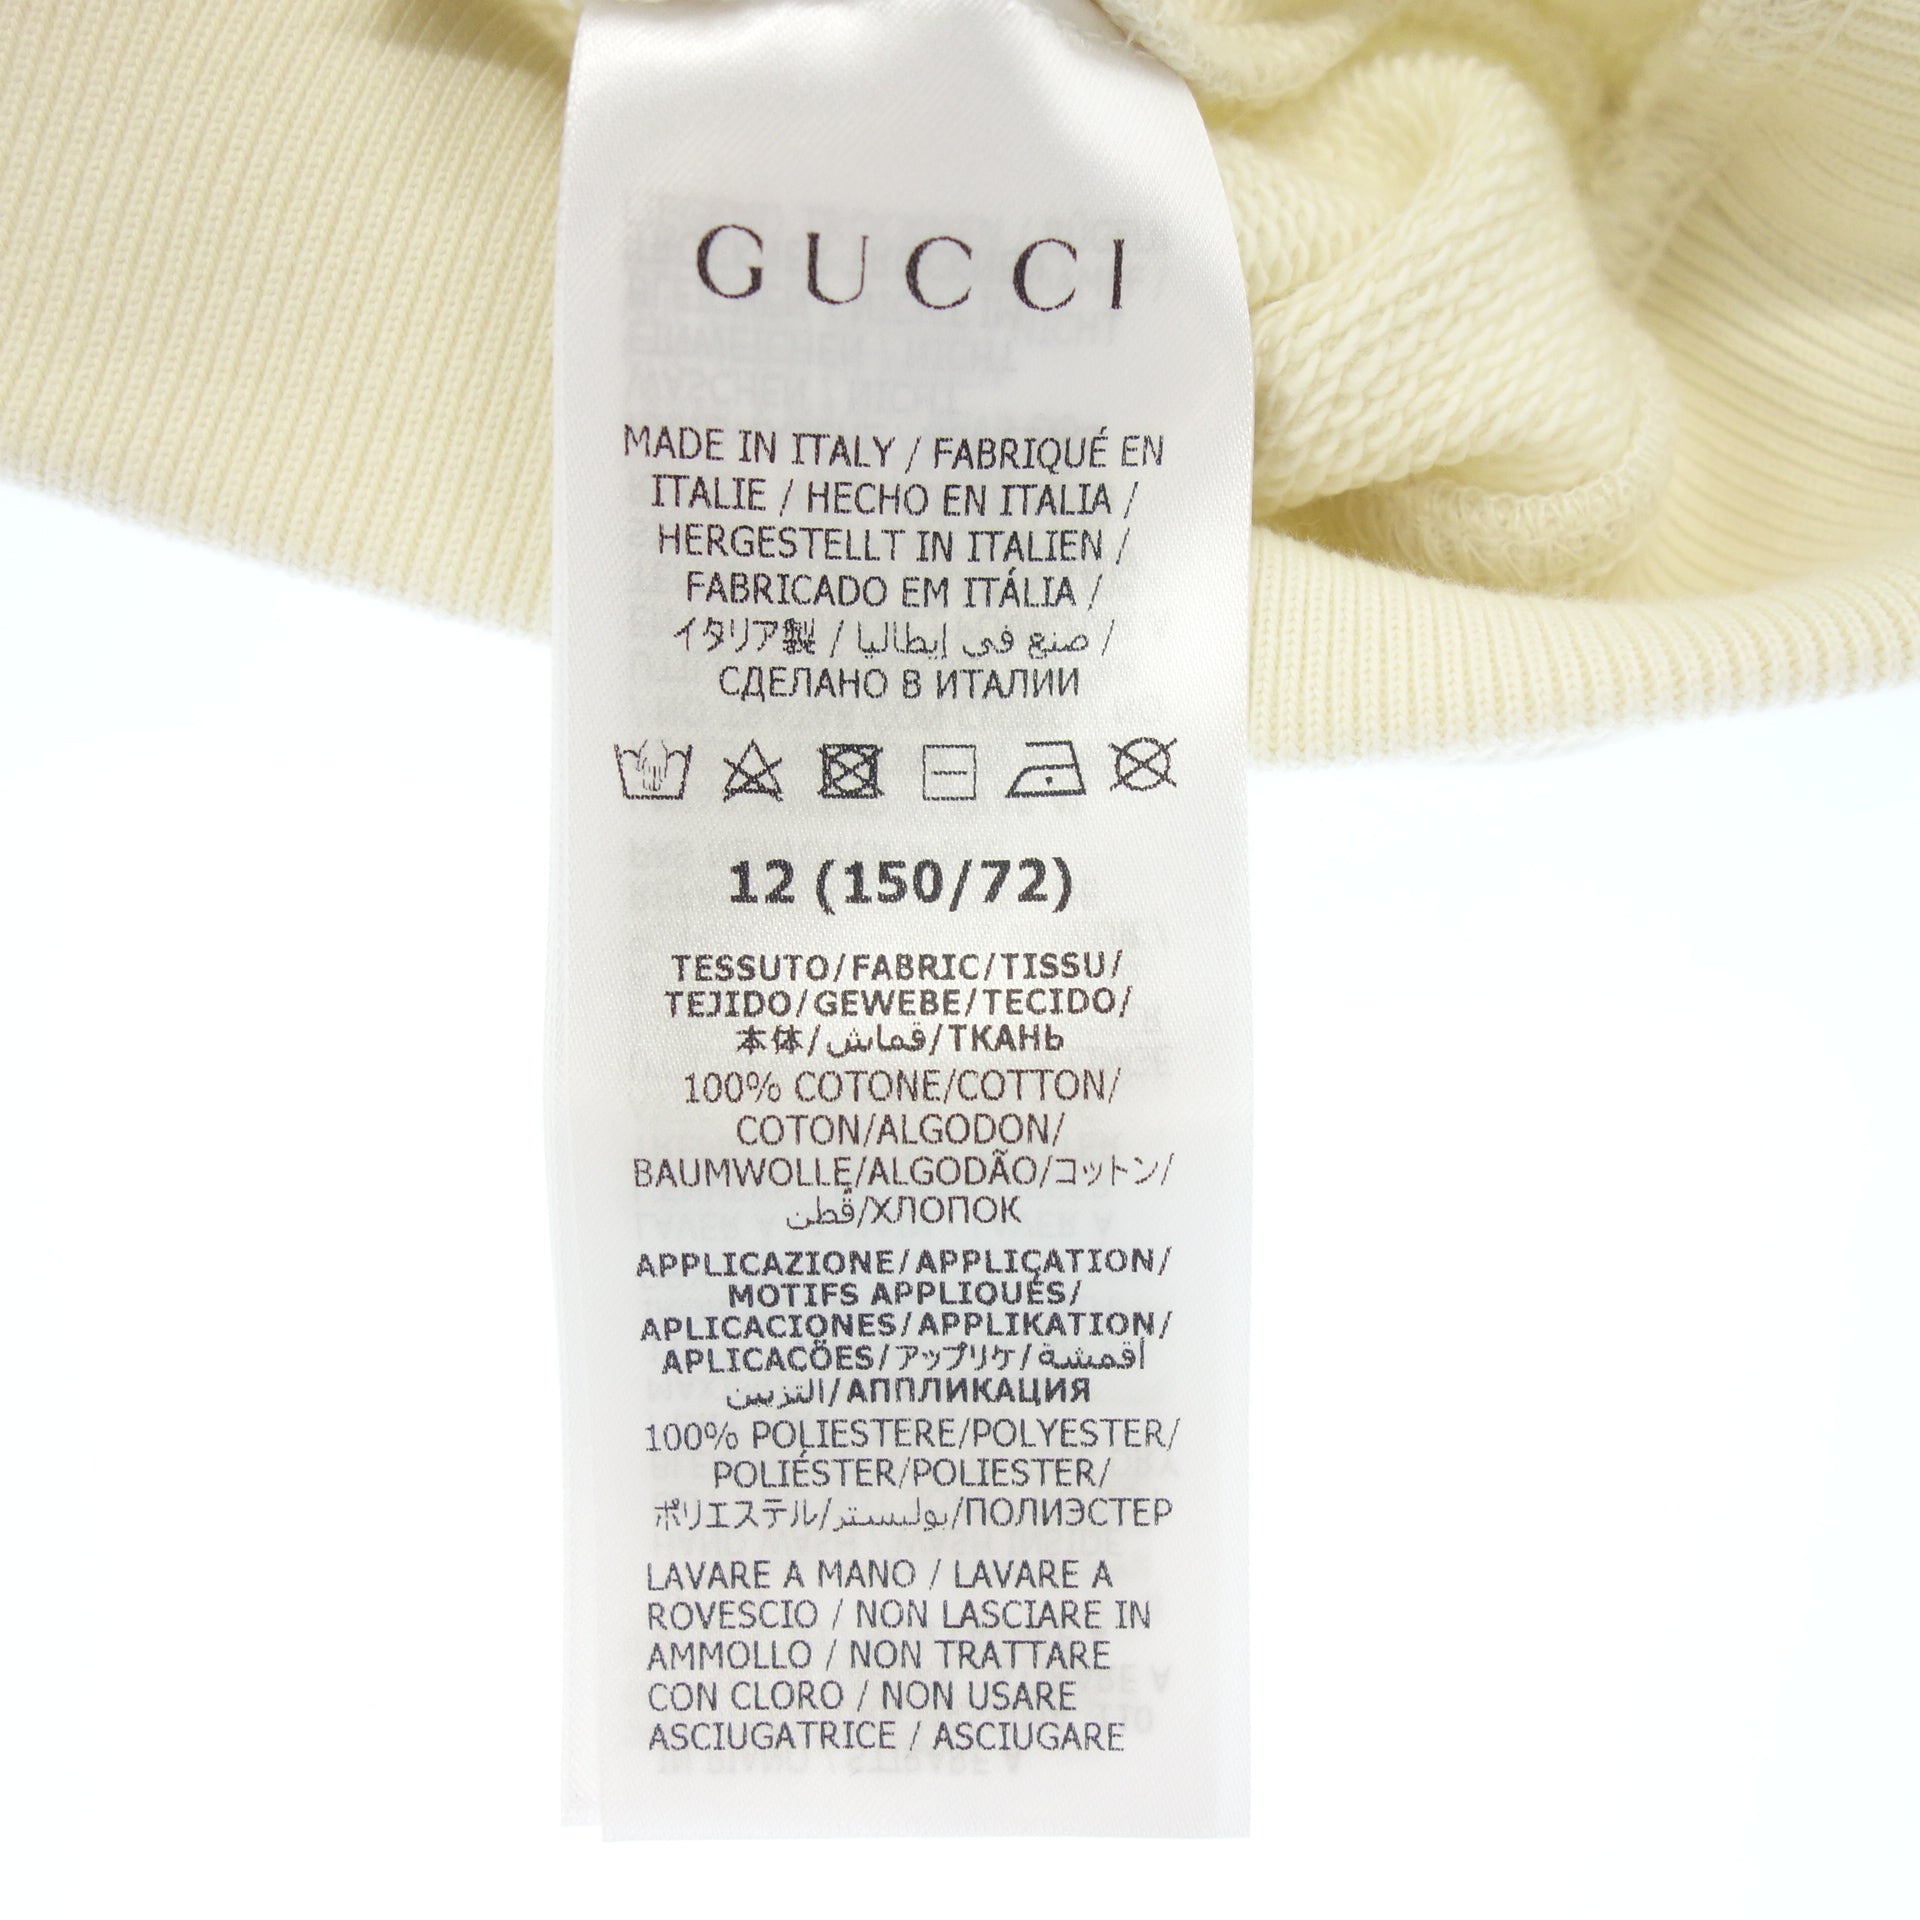 GUCCI
MADE IN ITALY / FABRIQUÉ EN
ITALIE / HECHO EN ITALIA /
HERGESTELLT IN ITALIEN /
FABRICADO EM ITÁLIA /
イタリア製 / صنع في إيطاليا /
СДЕЛАНО В ИТАЛИИ
12 (150/72)
TESSUTO/FABRIC/TISSU/
TEJIDO/GEWEBE/TECIDO/
本体/قماش/ТКАНЬ
100% COTONE/COTTON/
COTON/ALGODON/
BAUMWOLLE/ALGODÃO/コットン/
قُطن/ХЛОПОК
APPLICAZIONE/APPLICATION/
MOTIFS APPLIQUÉS/
APLICACIONES/APPLIKATION/
APLICACÕES/アップリケ/أقمشة
التزيين/АППЛИКАЦИЯ
100% POLIESTERE/POLYESTER/
POLIÉSTER/POLIESTER/
ポリエステル/بوليستر/ПОЛИЭСТЕР
LAVARE A MANO / LAVARE A
ROVESCIO / NON LASCIARE IN
AMMOLLO / NON TRATTARE
CON CLORO / NON USARE
ASCIUGATRICE / ASCIUGARE